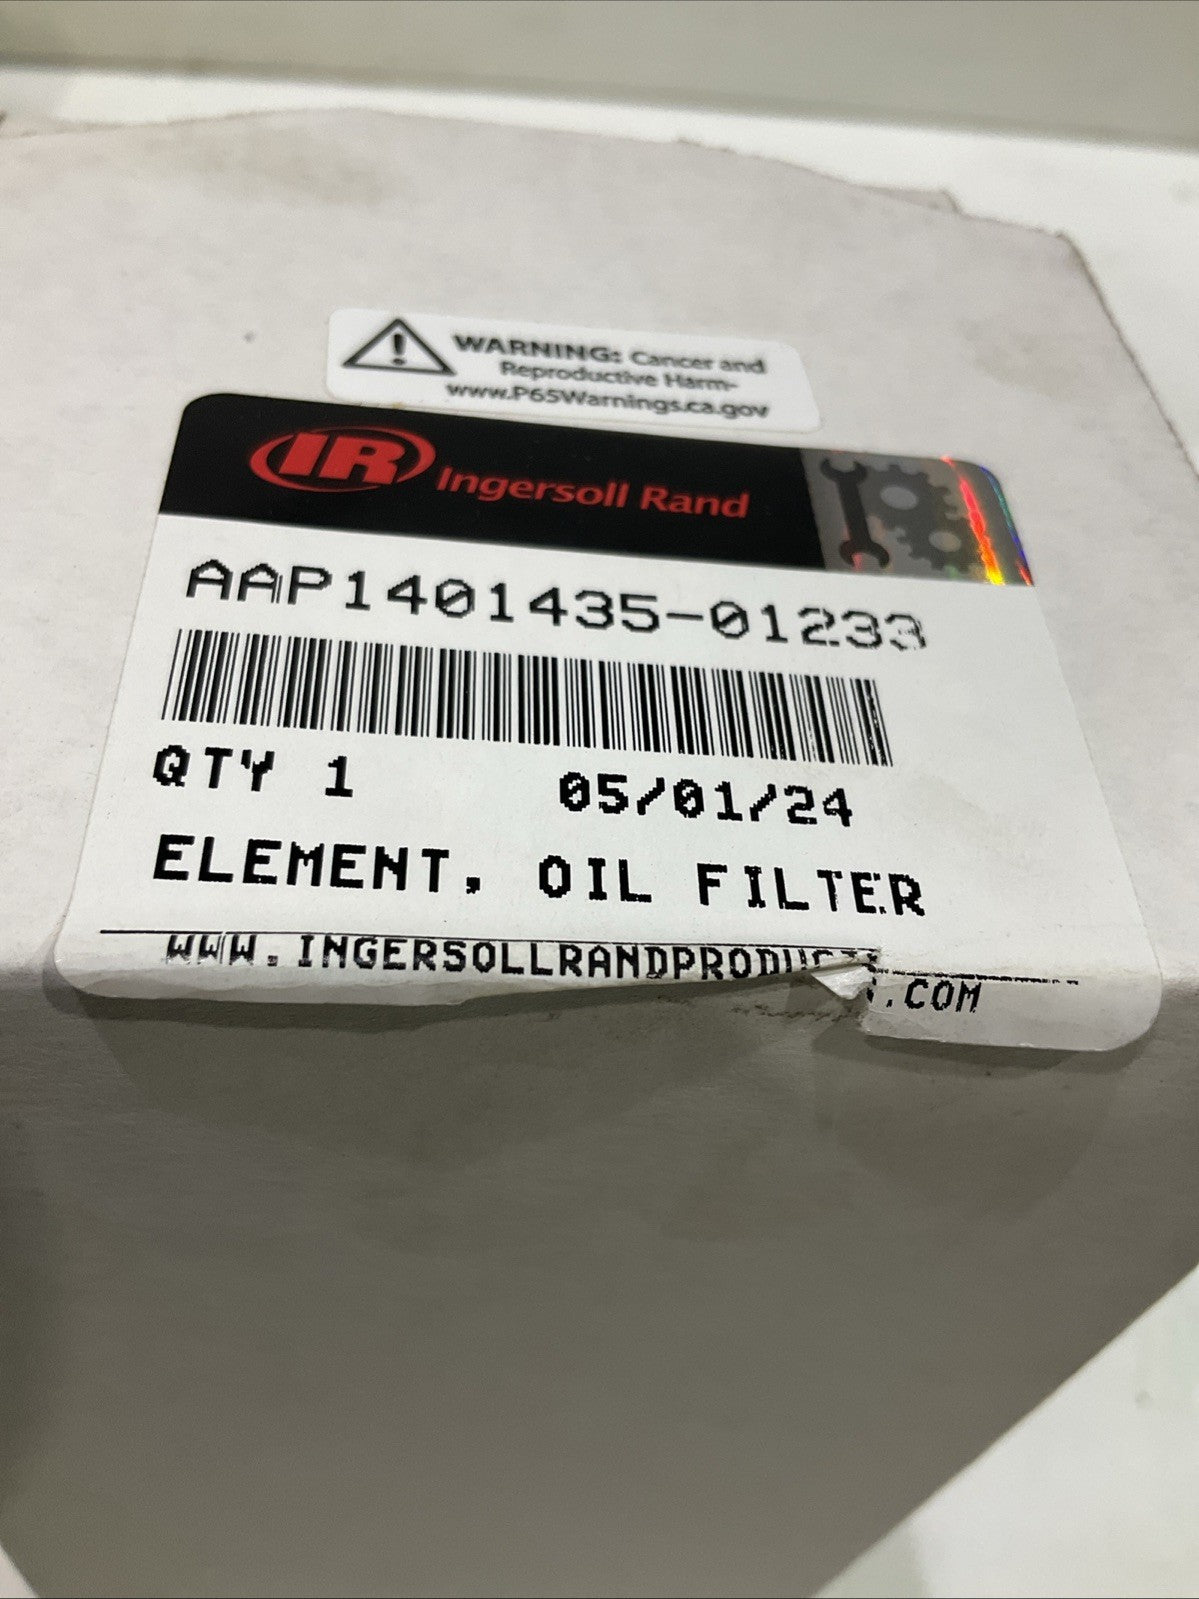 WARNING: Cancer and
Reproductive Harm-
www.P65Warnings.ca.gov
IR Ingersoll Rand
AAP1401435-01233
QTY 1 05/01/24
ELEMENT, OIL FILTER